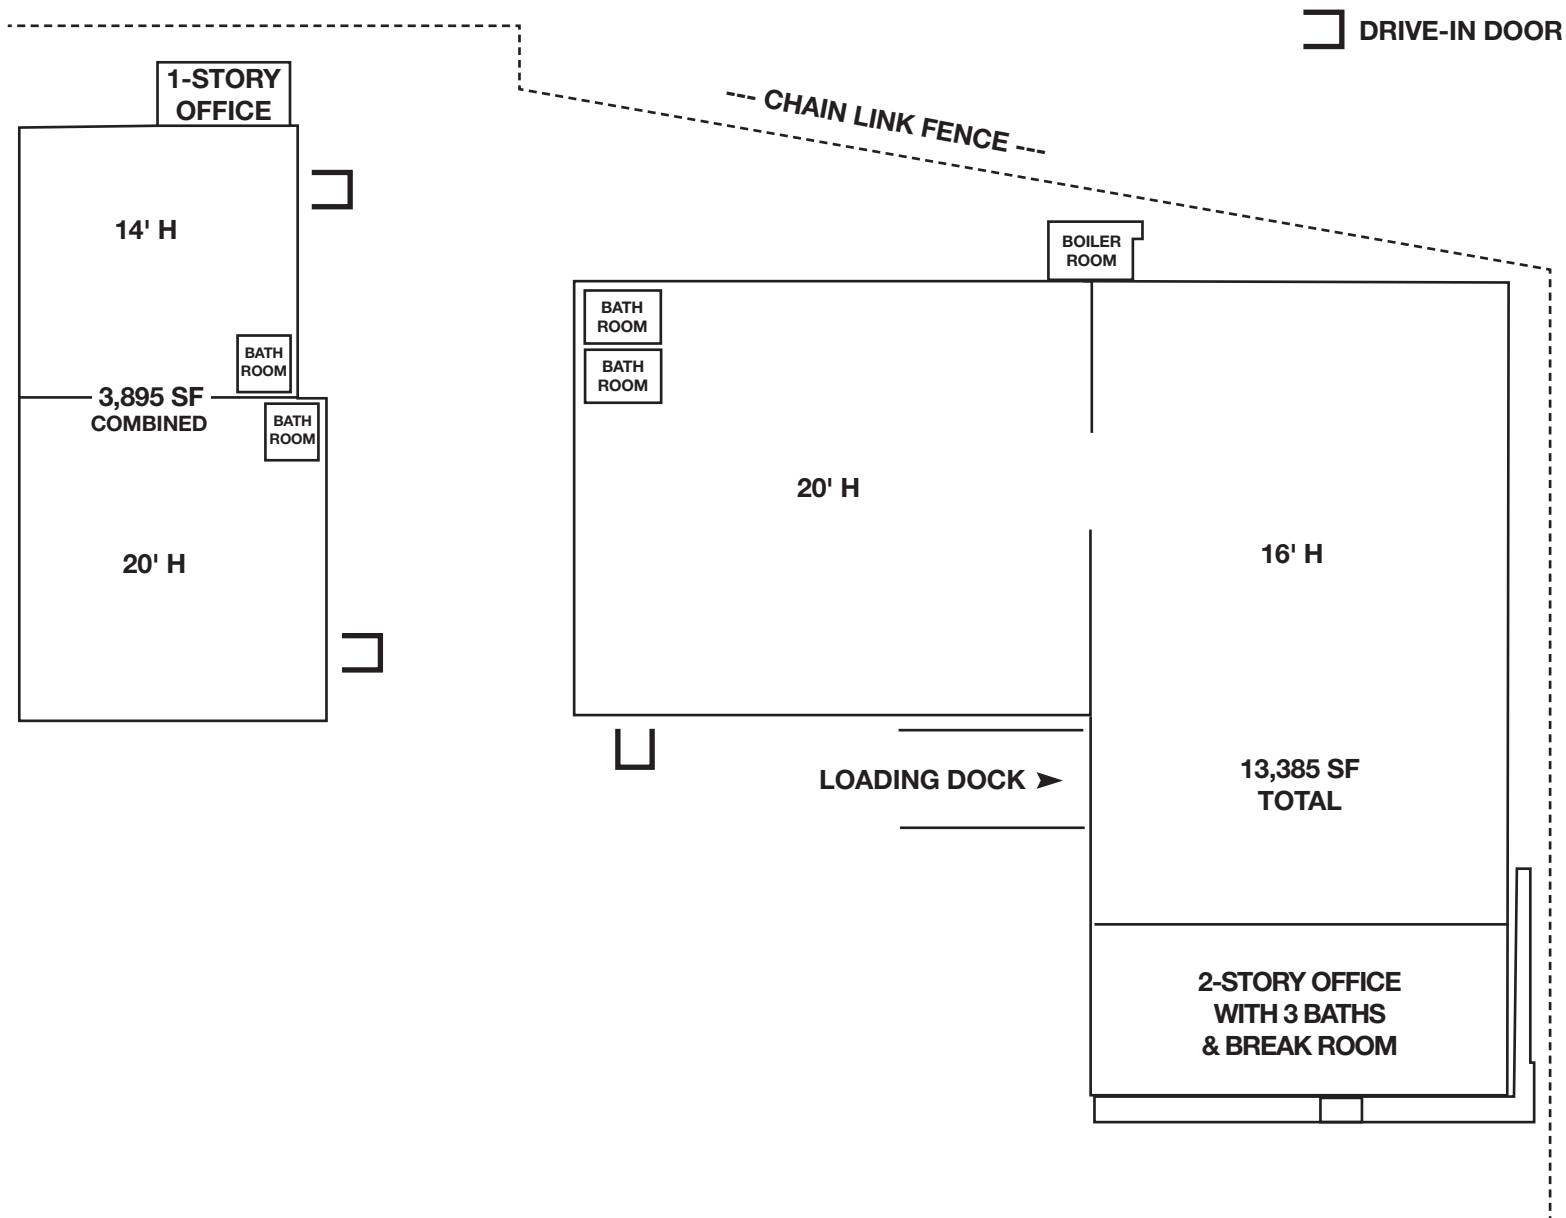 DRIVE-IN DOOR
1-STORY
OFFICE
--- CHAIN LINK FENCE ---
14' H
BOILER
ROOM
BATH
ROOM
BATH
ROOM
BATH
ROOM
3,895 SF
COMBINED
BATH
ROOM
20' H
20' H
16' H
LOADING DOCK ➤
13,385 SF
TOTAL
2-STORY OFFICE
WITH 3 BATHS
& BREAK ROOM